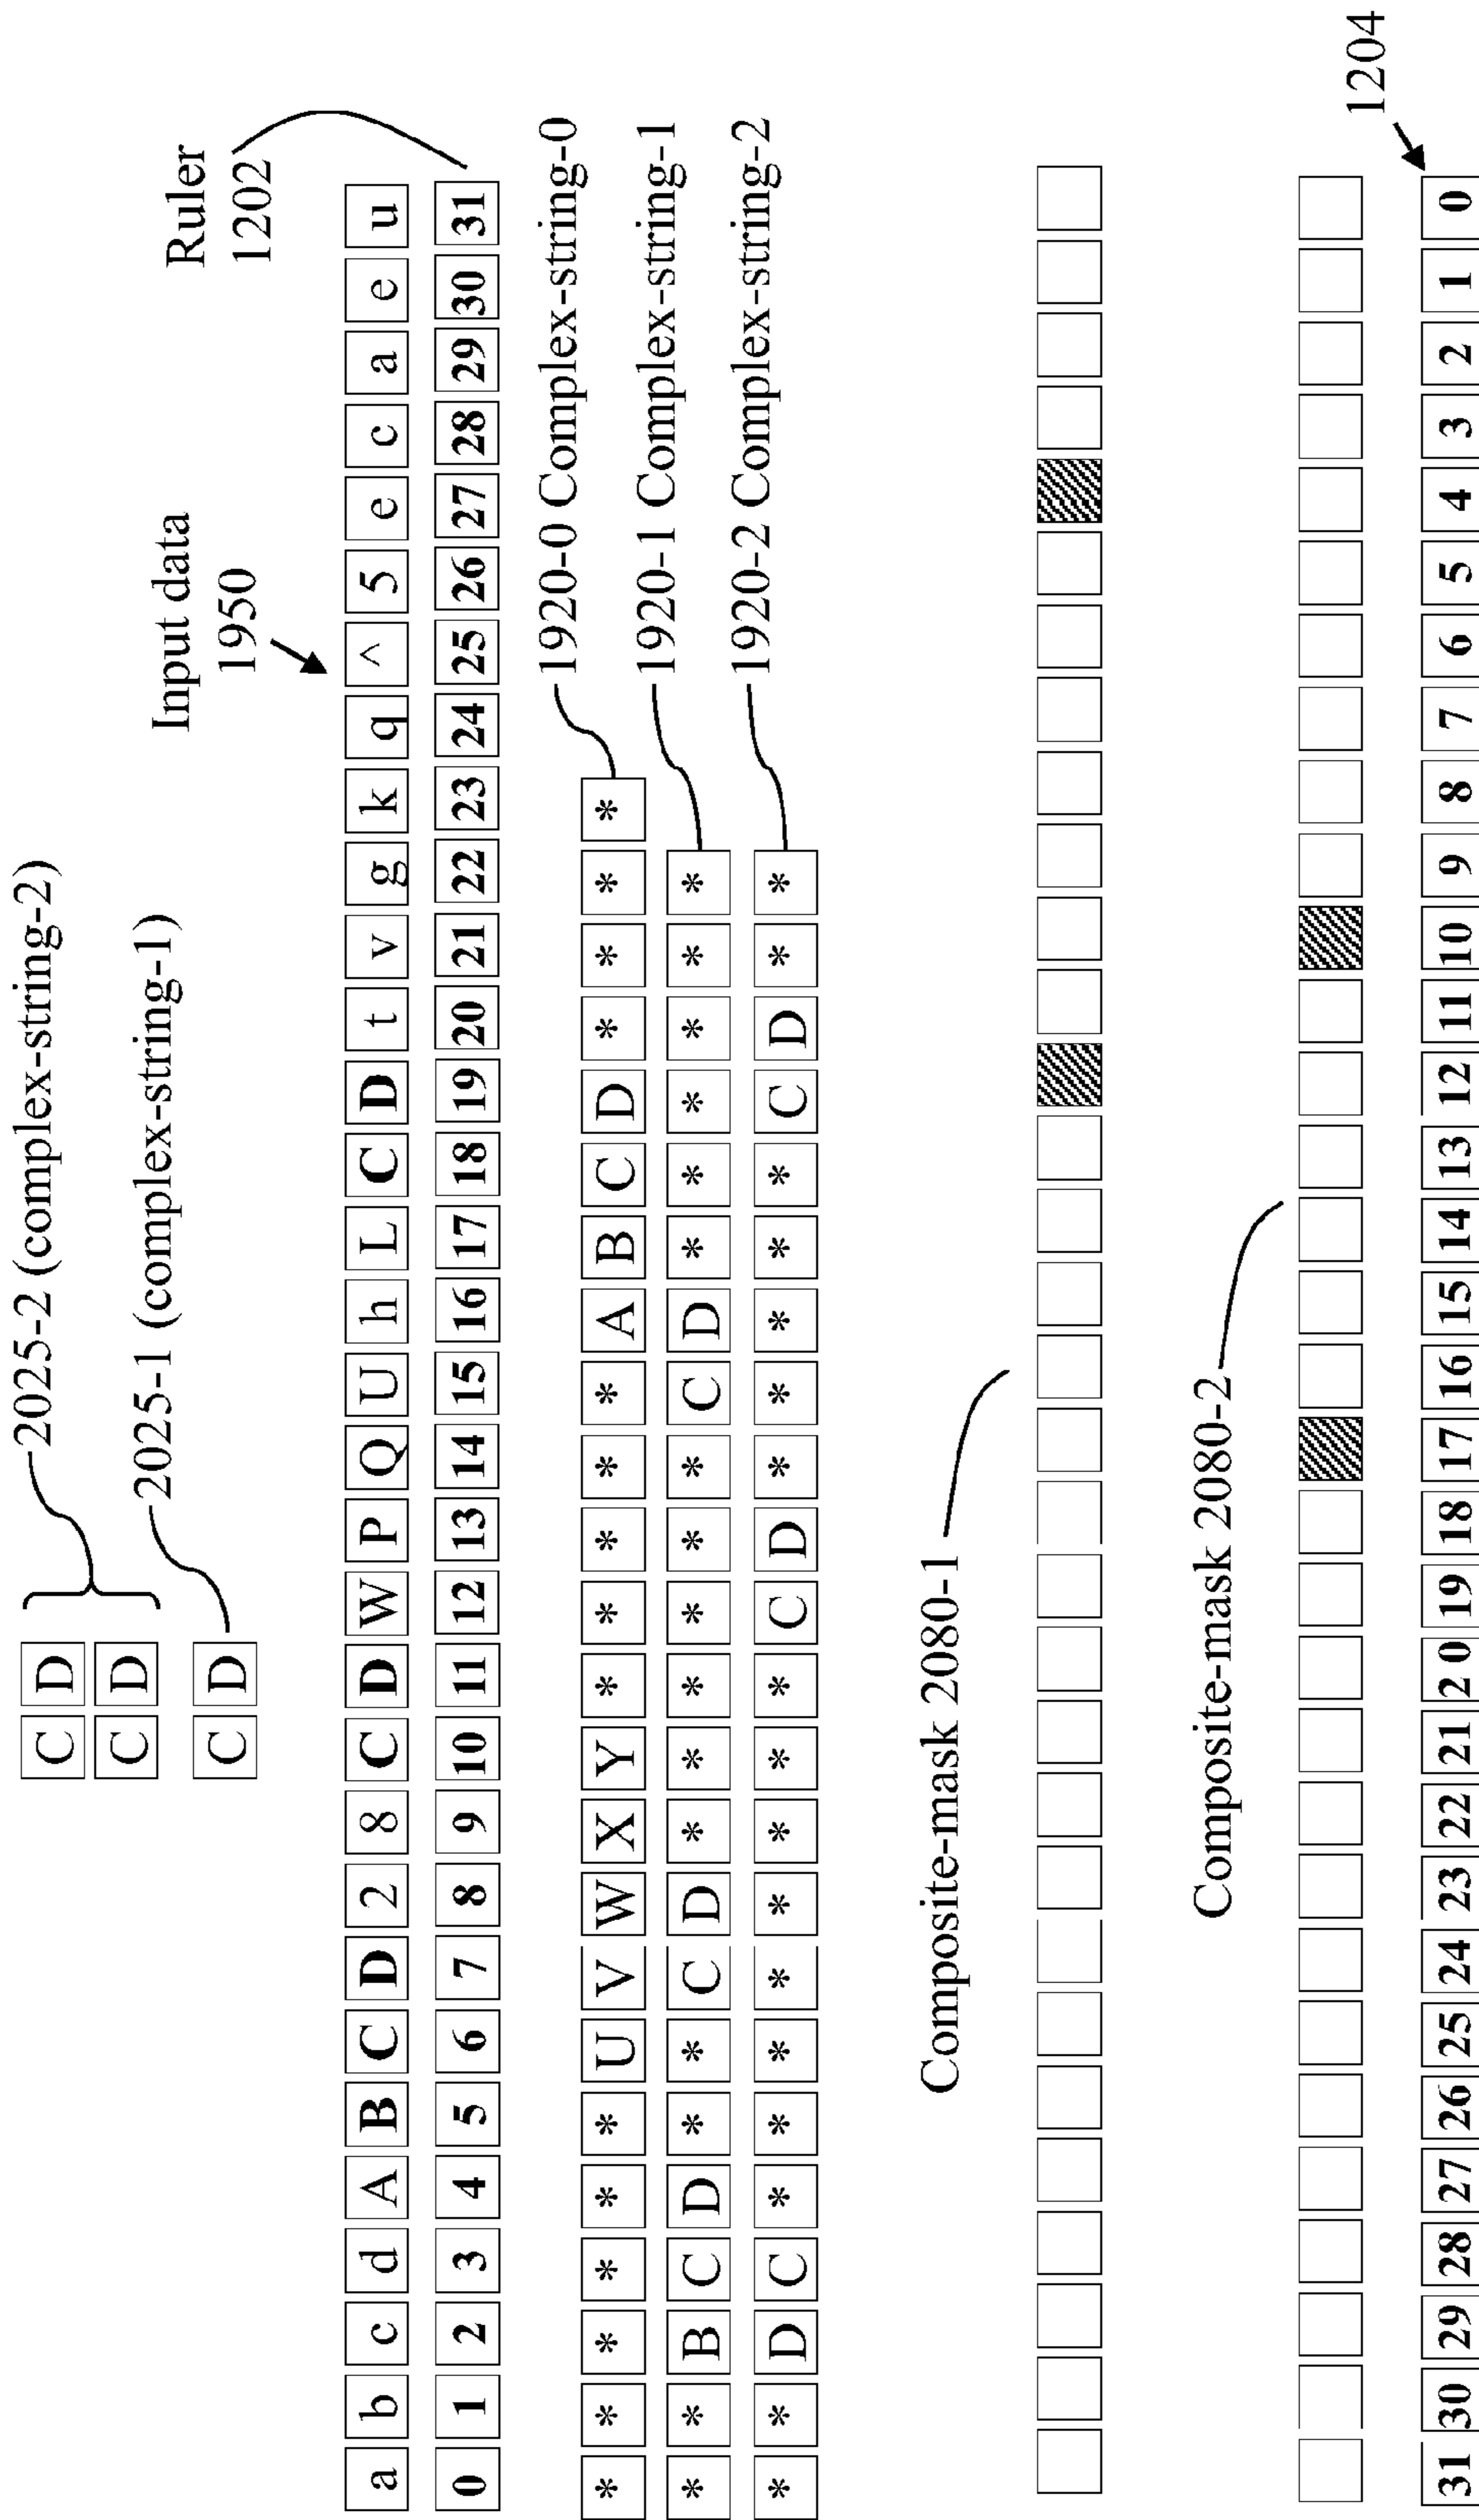 C D
2025-2 (complex-string-2)
C D
C D
2025-1 (complex-string-1)
Input data
1950
Ruler
1202
a b c d A B C D 2 8 C D W P Q U h L C D t v g k q ^ 5 e c a e u
0 1 2 3 4 5 6 7 8 9 10 11 12 13 14 15 16 17 18 19 20 21 22 23 24 25 26 27 28 29 30 31
* * * * * * U V W X Y * * * * * A B C D * * * *
1920-0 Complex-string-0
* * B C D * * C D * * * * * * C D * * * * * *
1920-1 Complex-string-1
* * D C * * * * * * * * C D * * * * * C D * *
1920-2 Complex-string-2
Composite-mask 2080-1
Composite-mask 2080-2
1204
31 30 29 28 27 26 25 24 23 22 21 2 0 19 18 17 16 15 14 13 12 11 10 9 8 7 6 5 4 3 2 1 0